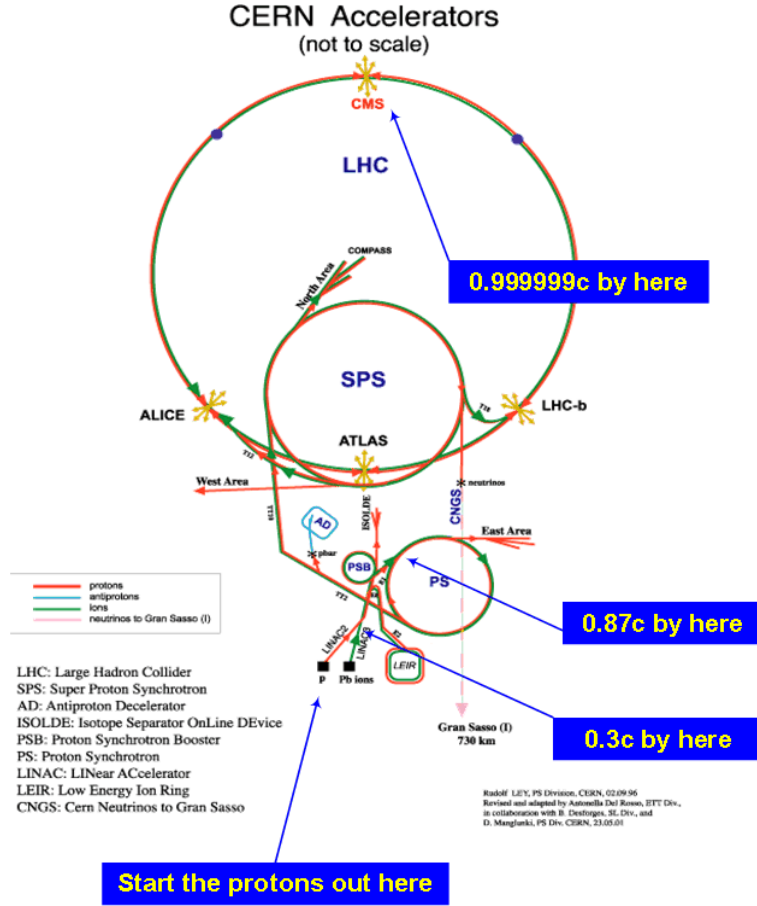 CERN Accelerators
(not to scale)
CMS
LHC
COMPASS
North Area
0.999999c by here
SPS
ALICE
TI8
LHC-b
ATLAS
TI2
West Area
neutrinos
CNGS
TT10
ISOLDE
East Area
AD
pbar
PSB
PS
TT2
protons
antiprotons
ions
neutrinos to Gran Sasso (I)
0.87c by here
LINAC2
LINAC3
E2
LEIR
p
Pb ions
LHC: Large Hadron Collider
SPS: Super Proton Synchrotron
AD: Antiproton Decelerator
ISOLDE: Isotope Separator OnLine DEvice
PSB: Proton Synchrotron Booster
PS: Proton Synchrotron
LINAC: LINear ACcelerator
LEIR: Low Energy Ion Ring
CNGS: Cern Neutrinos to Gran Sasso
Gran Sasso (I)
730 km
0.3c by here
Rudolf LEY, PS Division, CERN, 02.09.96
Revised and adapted by Antonella Del Rosso, ETT Div.,
in collaboration with B. Desforges, SL Div., and
D. Manglunki, PS Div. CERN, 23.05.01
Start the protons out here